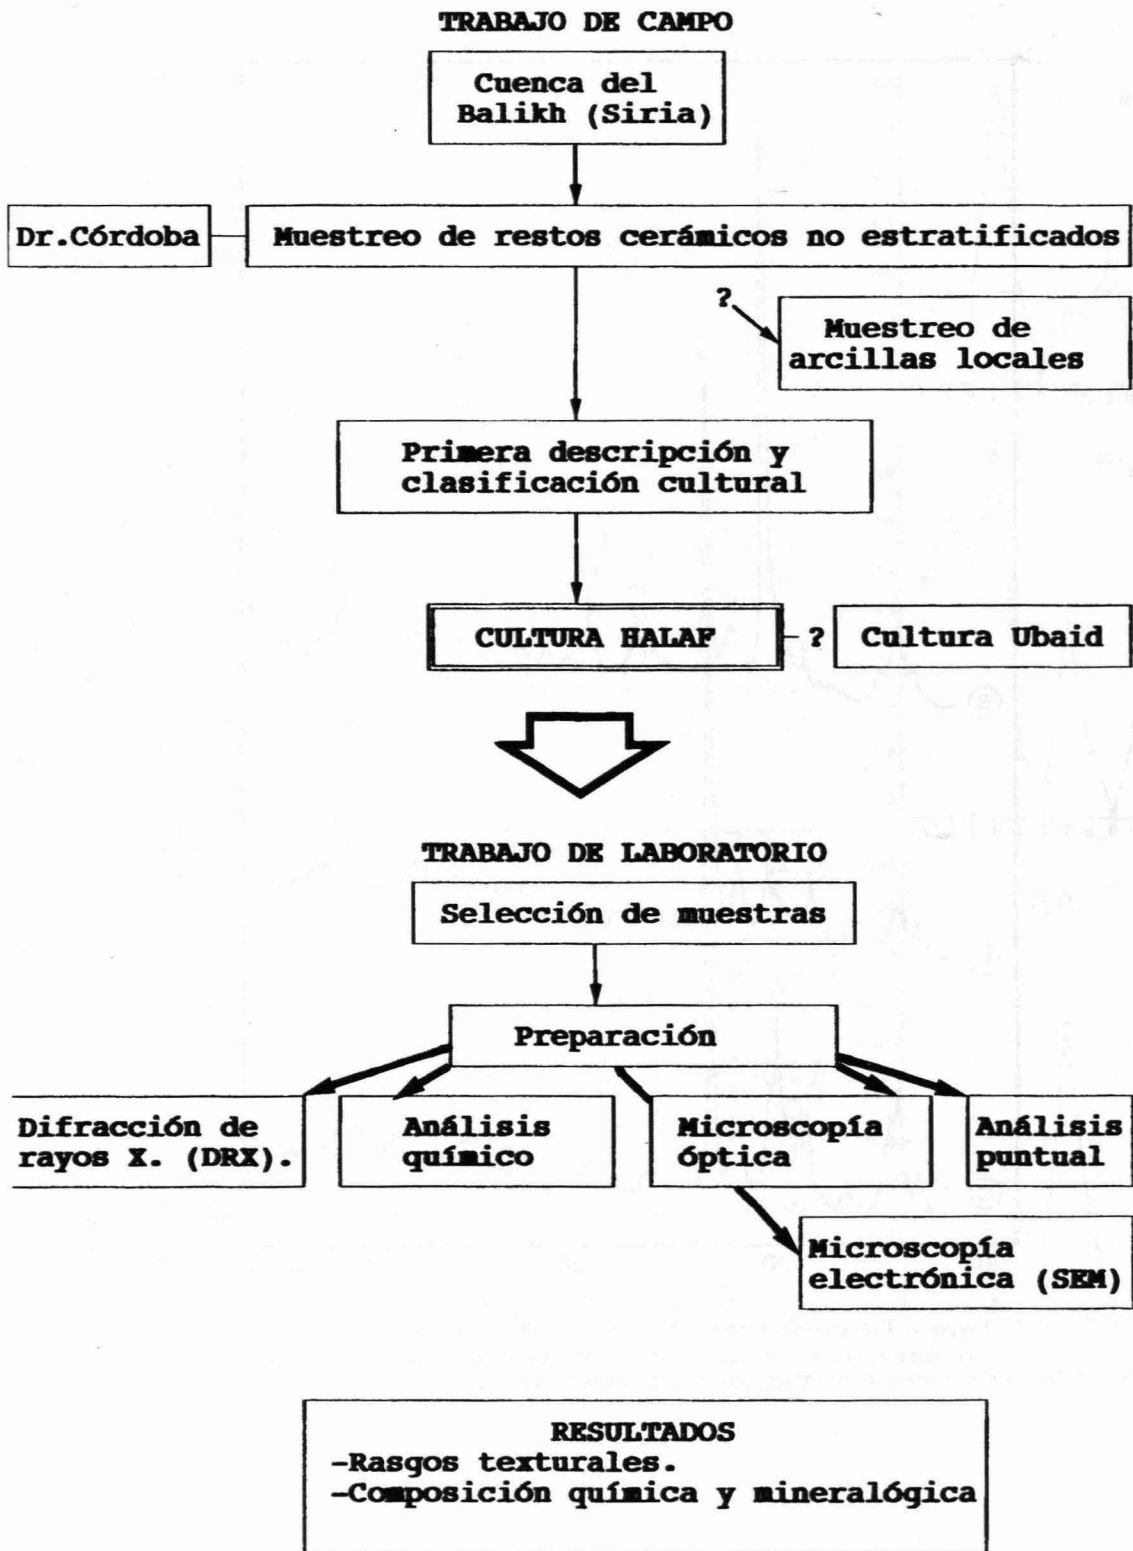 TRABAJO DE CAMPO
Cuenca del
Balikh (Siria)
Dr.Córdoba
Muestreo de restos cerámicos no estratificados
?
Muestreo de
arcillas locales
Primera descripción y
clasificación cultural
CULTURA HALAF
?
Cultura Ubaid
TRABAJO DE LABORATORIO
Selección de muestras
Preparación
Difracción de
rayos X. (DRX).
Análisis
químico
Microscopía
óptica
Análisis
puntual
Microscopía
electrónica (SEM)
RESULTADOS
-Rasgos texturales.
-Composición química y mineralógica